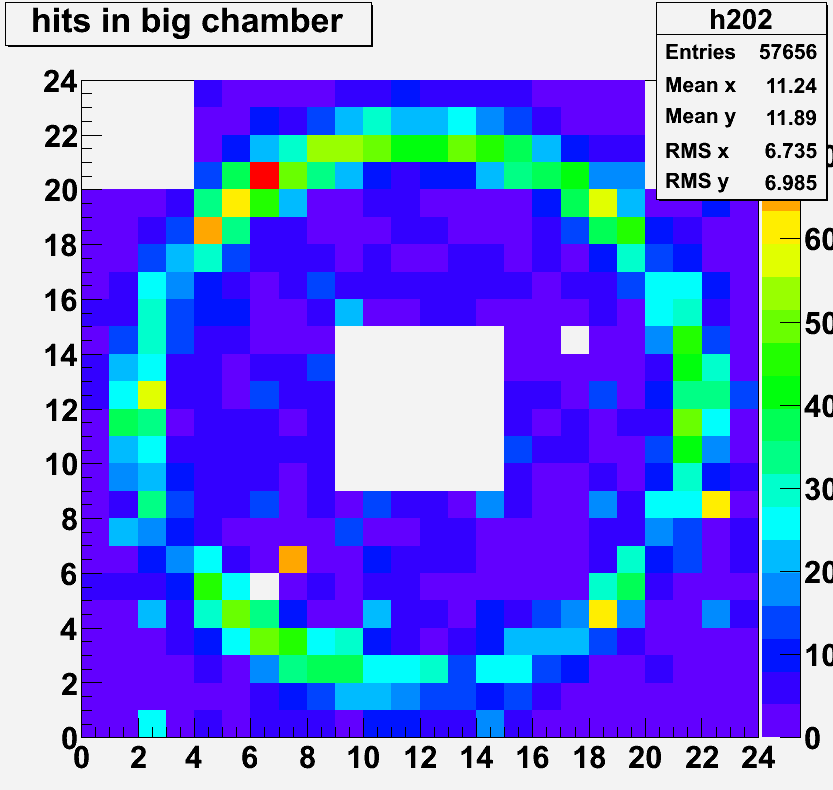 hits in big chamber
h202
Entries 57656
Mean x 11.24
Mean y 11.89
RMS x 6.735
RMS y 6.985
24
22
20
18
16
14
12
10
8
6
4
2
0
0 2 4 6 8 10 12 14 16 18 20 22 24
60
50
40
30
20
10
0